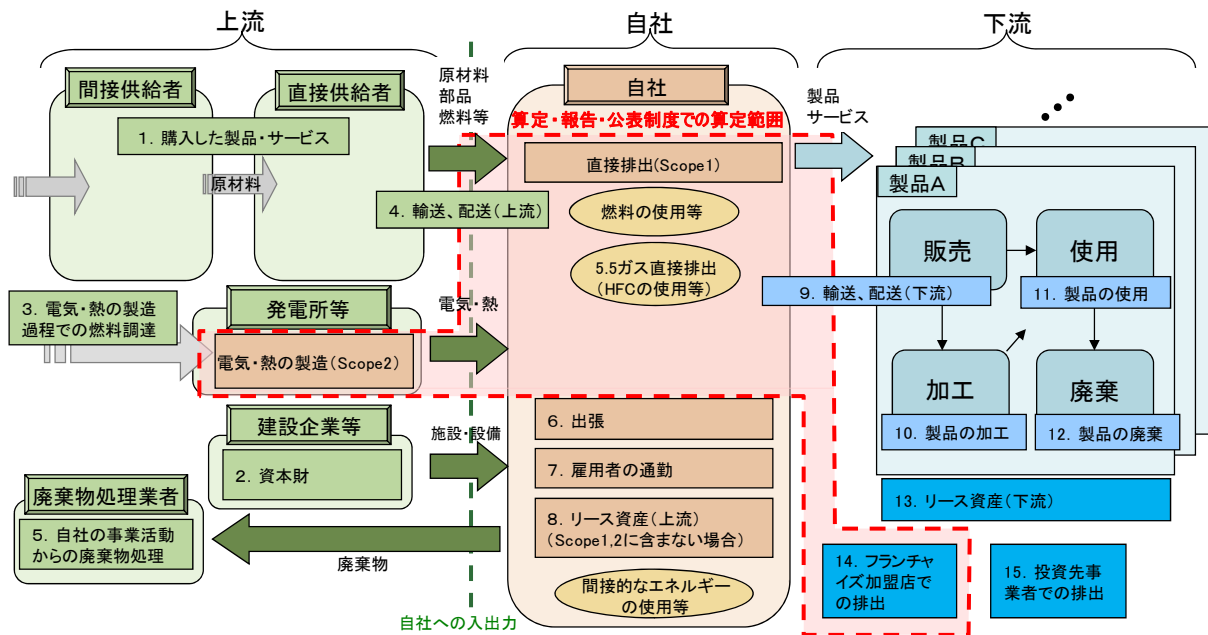 上流
自社
下流
間接供給者
直接供給者
原材料
部品
燃料等
自社
製品
サービス
算定・報告・公表制度での算定範囲
1. 購入した製品・サービス
原材料
4. 輸送、配送(上流)
直接排出(Scope1)
燃料の使用等
5.5ガス直接排出
(HFCの使用等)
製品C
製品B
製品A
販売
使用
9. 輸送、配送(下流)
11. 製品の使用
加工
廃棄
10. 製品の加工
12. 製品の廃棄
13. リース資産(下流)
3. 電気・熱の製造
過程での燃料調達
発電所等
電気・熱
電気・熱の製造(Scope2)
建設企業等
施設・設備
2. 資本財
6. 出張
7. 雇用者の通勤
8. リース資産(上流)
(Scope1,2に含まない場合)
廃棄物処理業者
5. 自社の事業活動
からの廃棄物処理
廃棄物
間接的なエネルギー
の使用等
自社への入出力
14. フランチャ
イズ加盟店で
の排出
15. 投資先事
業者での排出